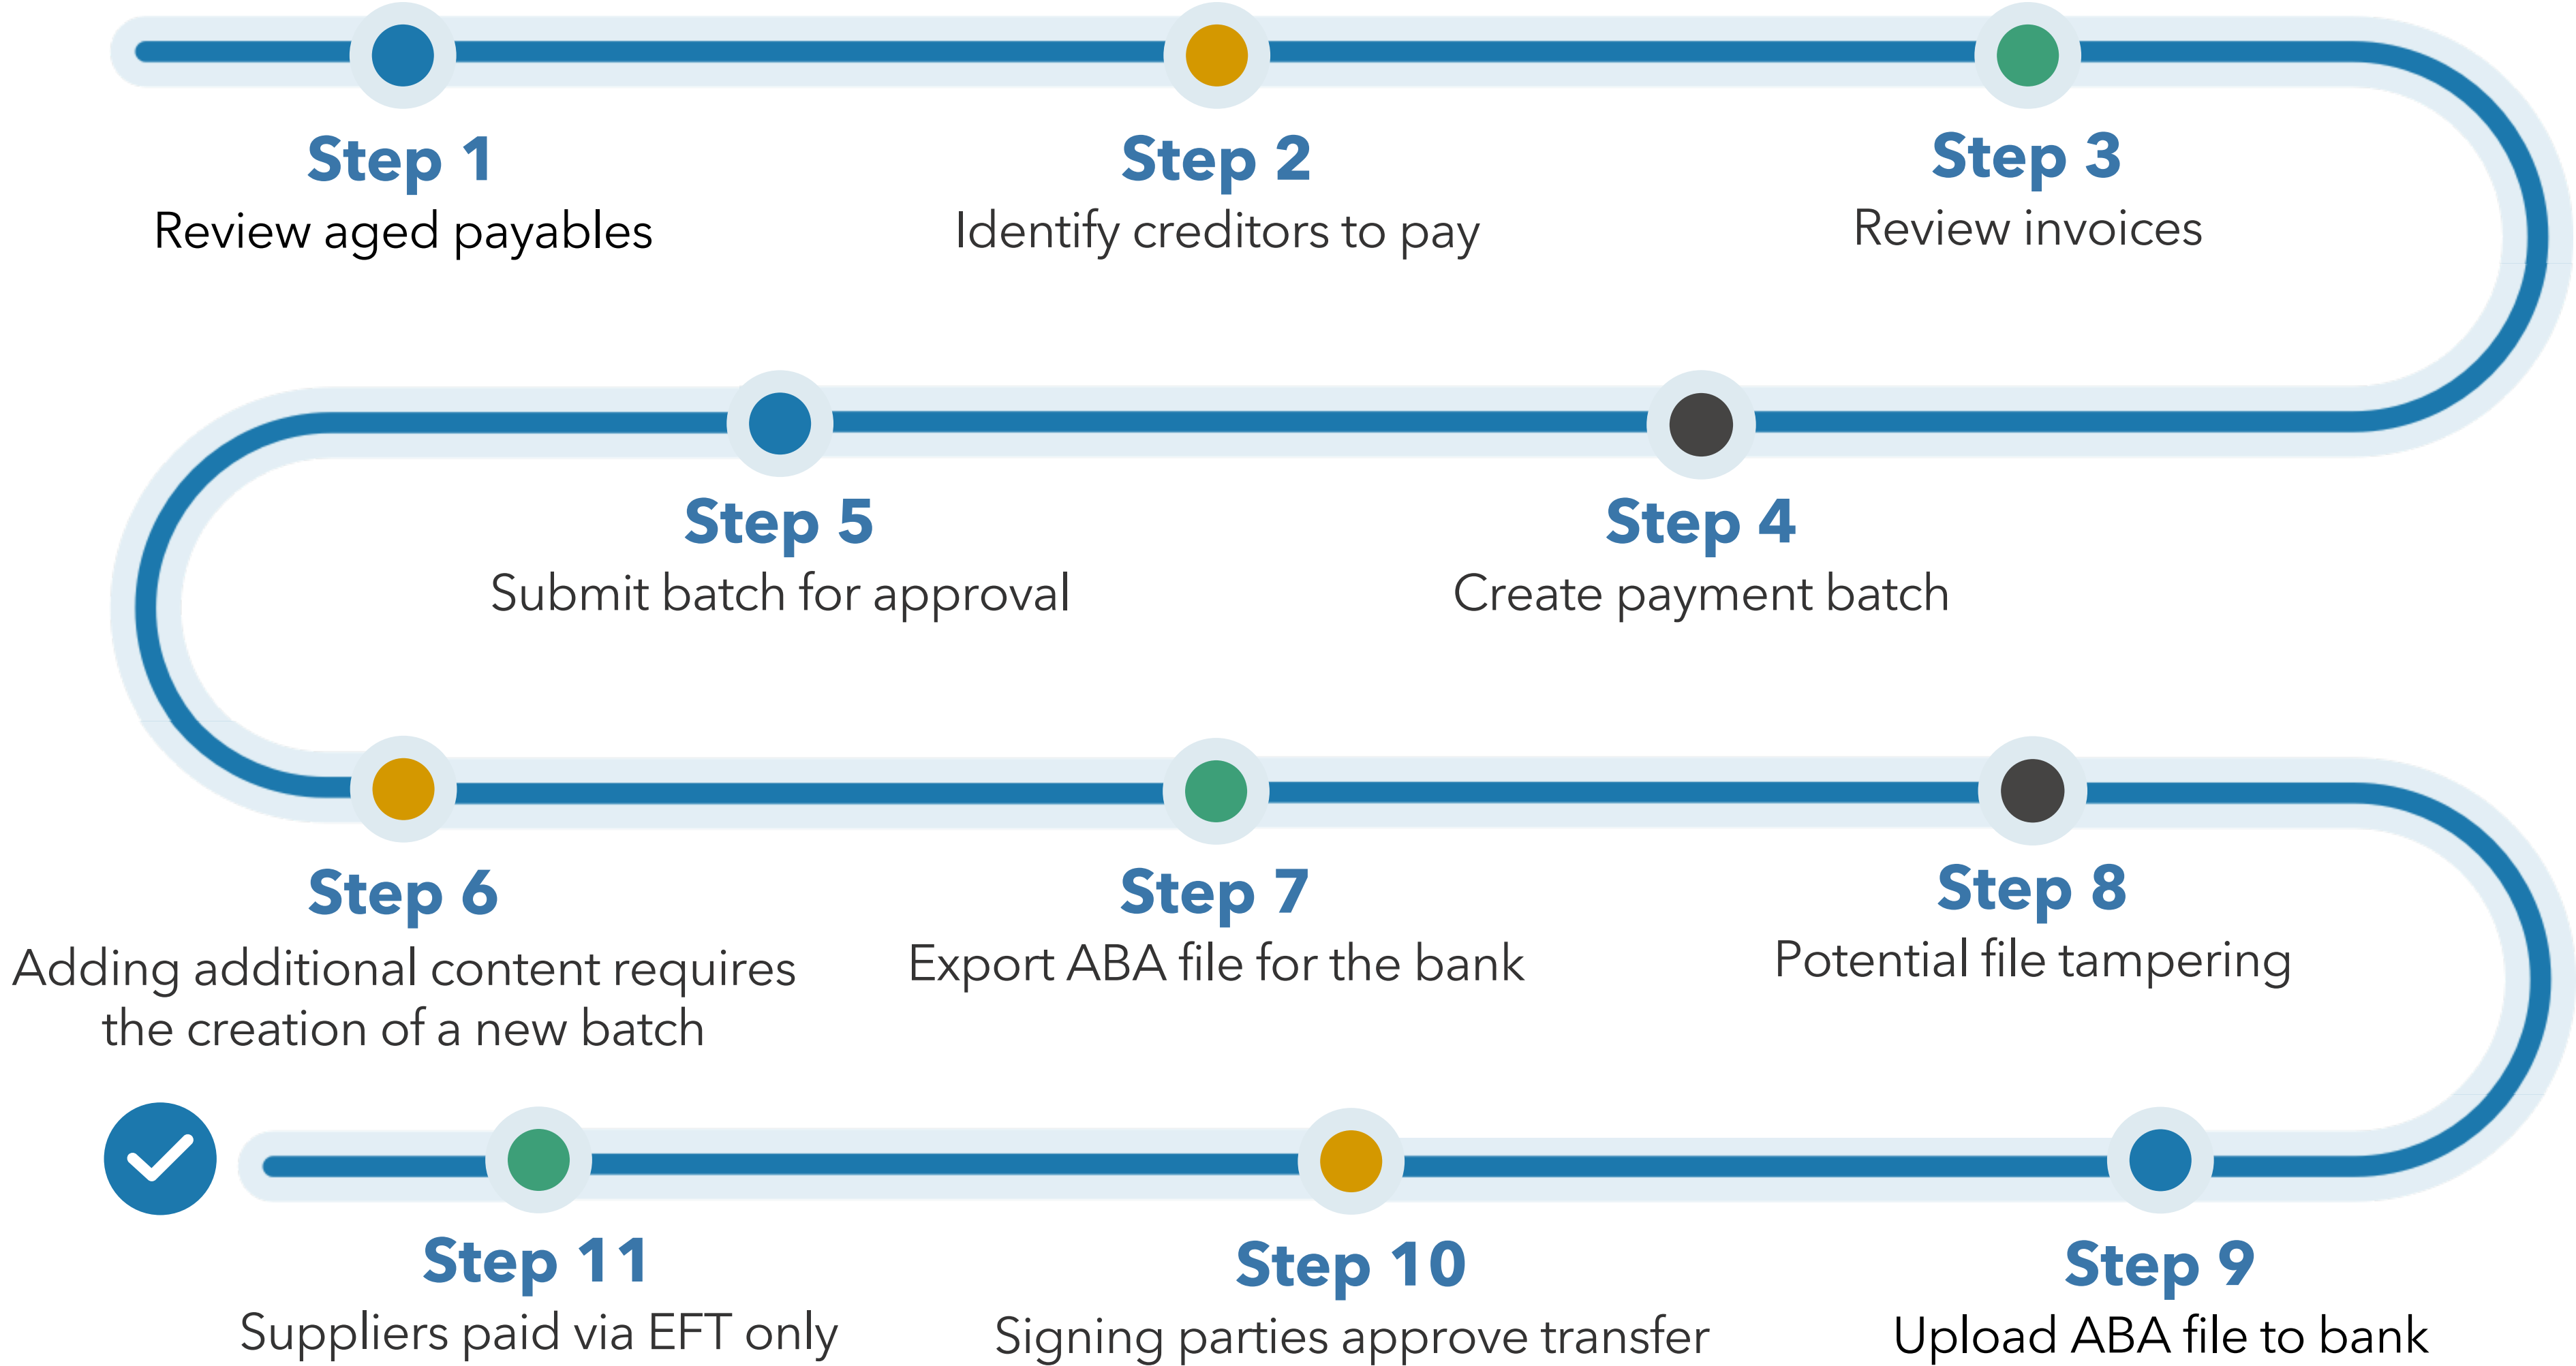 Step 1
Review aged payables
Step 2
Identify creditors to pay
Step 3
Review invoices
Step 4
Create payment batch
Step 5
Submit batch for approval
Step 6
Adding additional content requires
the creation of a new batch
Step 7
Export ABA file for the bank
Step 8
Potential file tampering
Step 9
Upload ABA file to bank
Step 10
Signing parties approve transfer
Step 11
Suppliers paid via EFT only